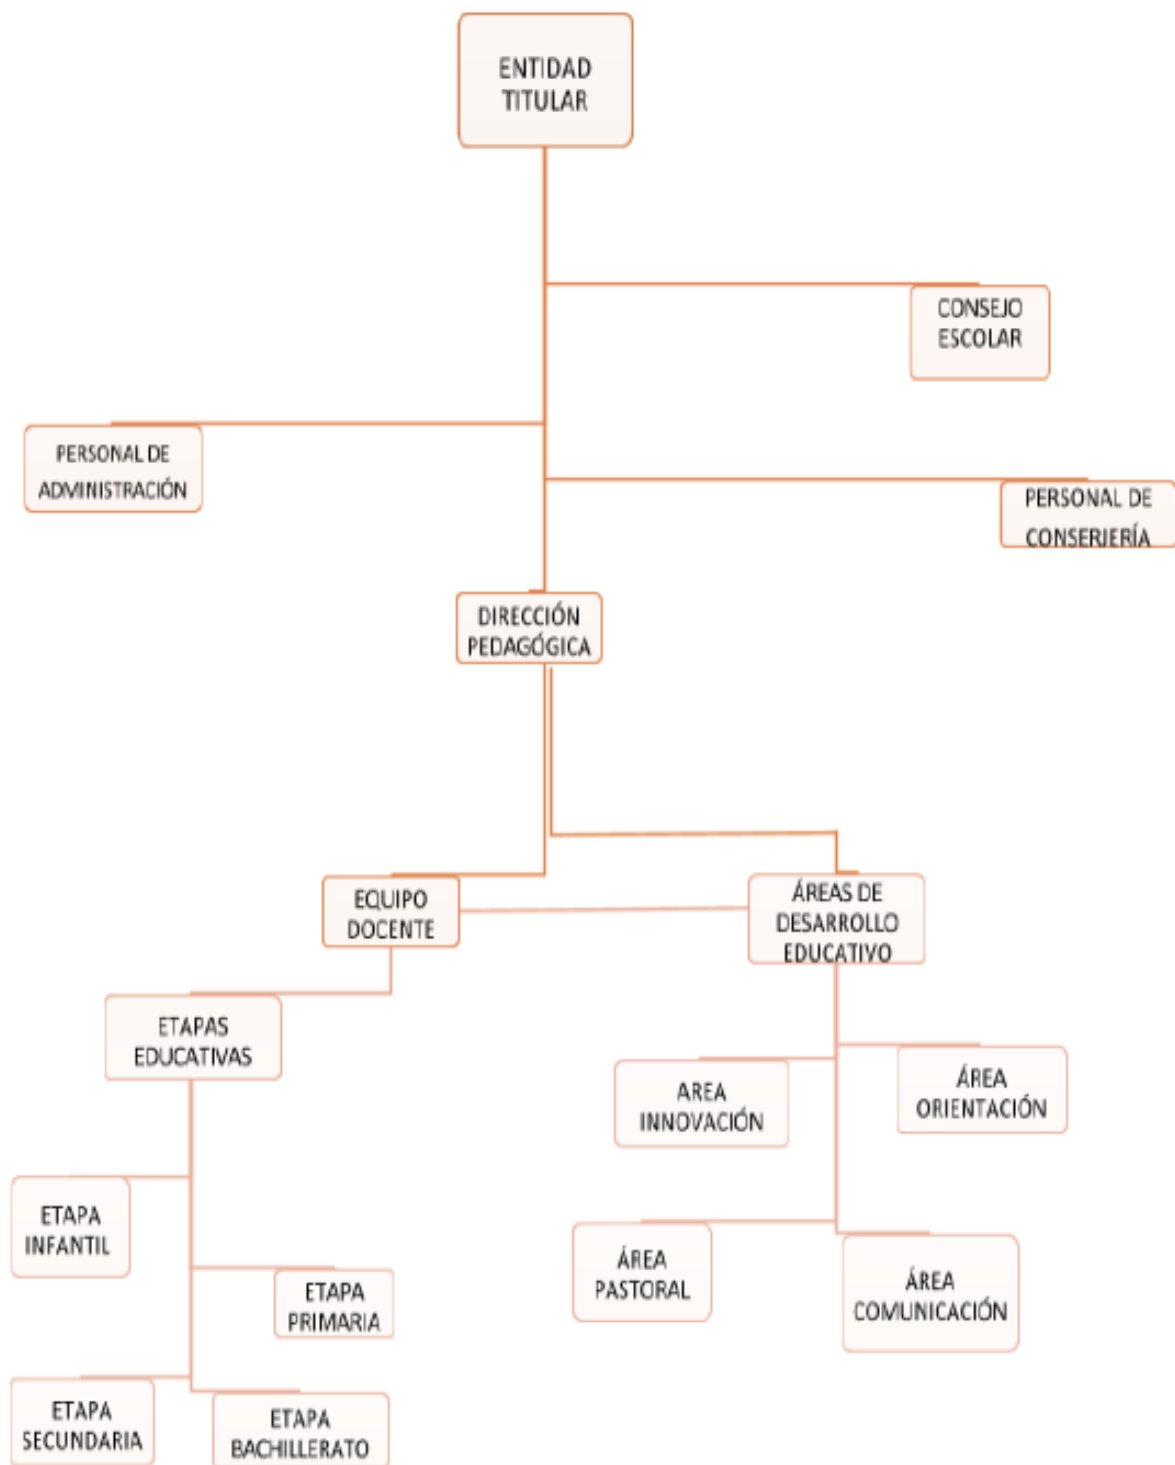 ENTIDAD
TITULAR
CONSEJO
ESCOLAR
PERSONAL DE
ADMINISTRACIÓN
PERSONAL DE
CONSERJERÍA
DIRECCIÓN
PEDAGÓGICA
EQUIPO
DOCENTE
ÁREAS DE
DESARROLLO
EDUCATIVO
ETAPAS
EDUCATIVAS
AREA
INNOVACIÓN
ÁREA
ORIENTACIÓN
ETAPA
INFANTIL
ETAPA
PRIMARIA
ÁREA
PASTORAL
ÁREA
COMUNICACIÓN
ETAPA
SECUNDARIA
ETAPA
BACHILLERATO